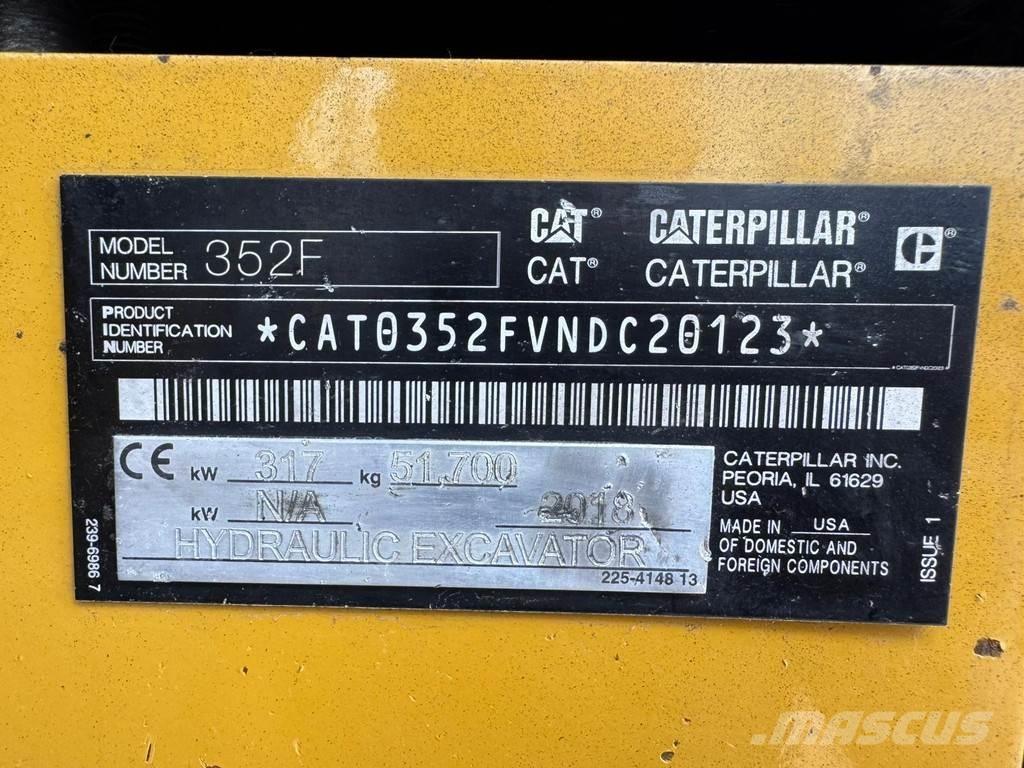 MODEL NUMBER 352F
CAT® CATERPILLAR®
CAT® CATERPILLAR®
PRODUCT
IDENTIFICATION
NUMBER
*CAT0352FVNDC20123*
*CAT0352FVNDC20123
CE kW 317 kg 51,700
kW N/A 2018
HYDRAULIC EXCAVATOR
225-4148 13
239-6986 7
CATERPILLAR INC.
PEORIA, IL 61629
USA
MADE IN USA
OF DOMESTIC AND
FOREIGN COMPONENTS
ISSUE 1
mascus